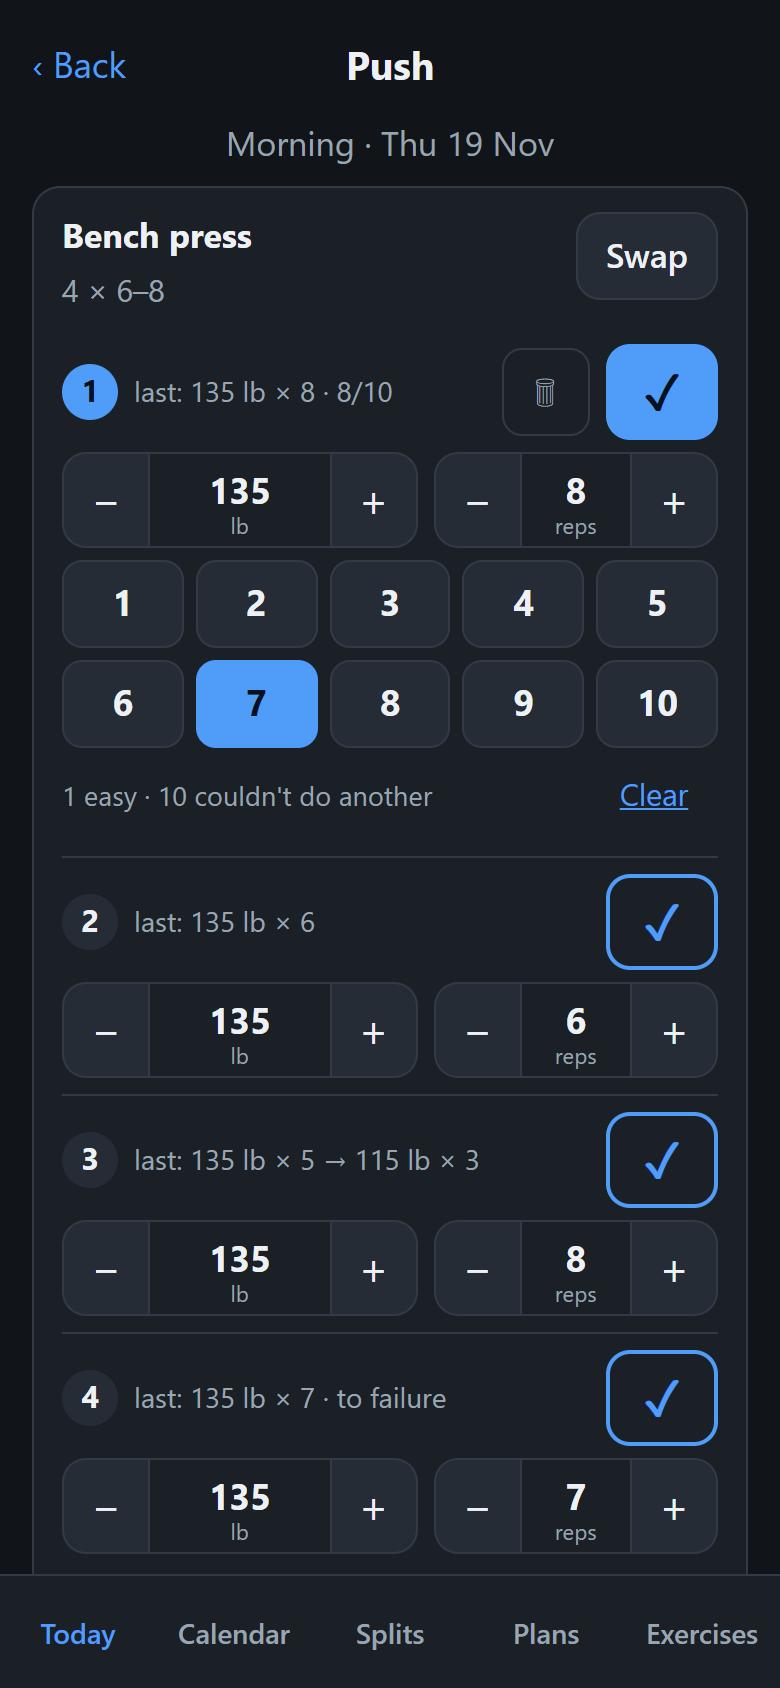 ‹ Back
Push
Morning · Thu 19 Nov
Bench press
Swap
4 × 6–8
1 last: 135 lb × 8 · 8/10 ✓
− 135 lb + − 8 reps +
1 2 3 4 5
6 7 8 9 10
1 easy · 10 couldn't do another Clear
2 last: 135 lb × 6 ✓
− 135 lb + − 6 reps +
3 last: 135 lb × 5 → 115 lb × 3 ✓
− 135 lb + − 8 reps +
4 last: 135 lb × 7 · to failure ✓
− 135 lb + − 7 reps +
Today Calendar Splits Plans Exercises